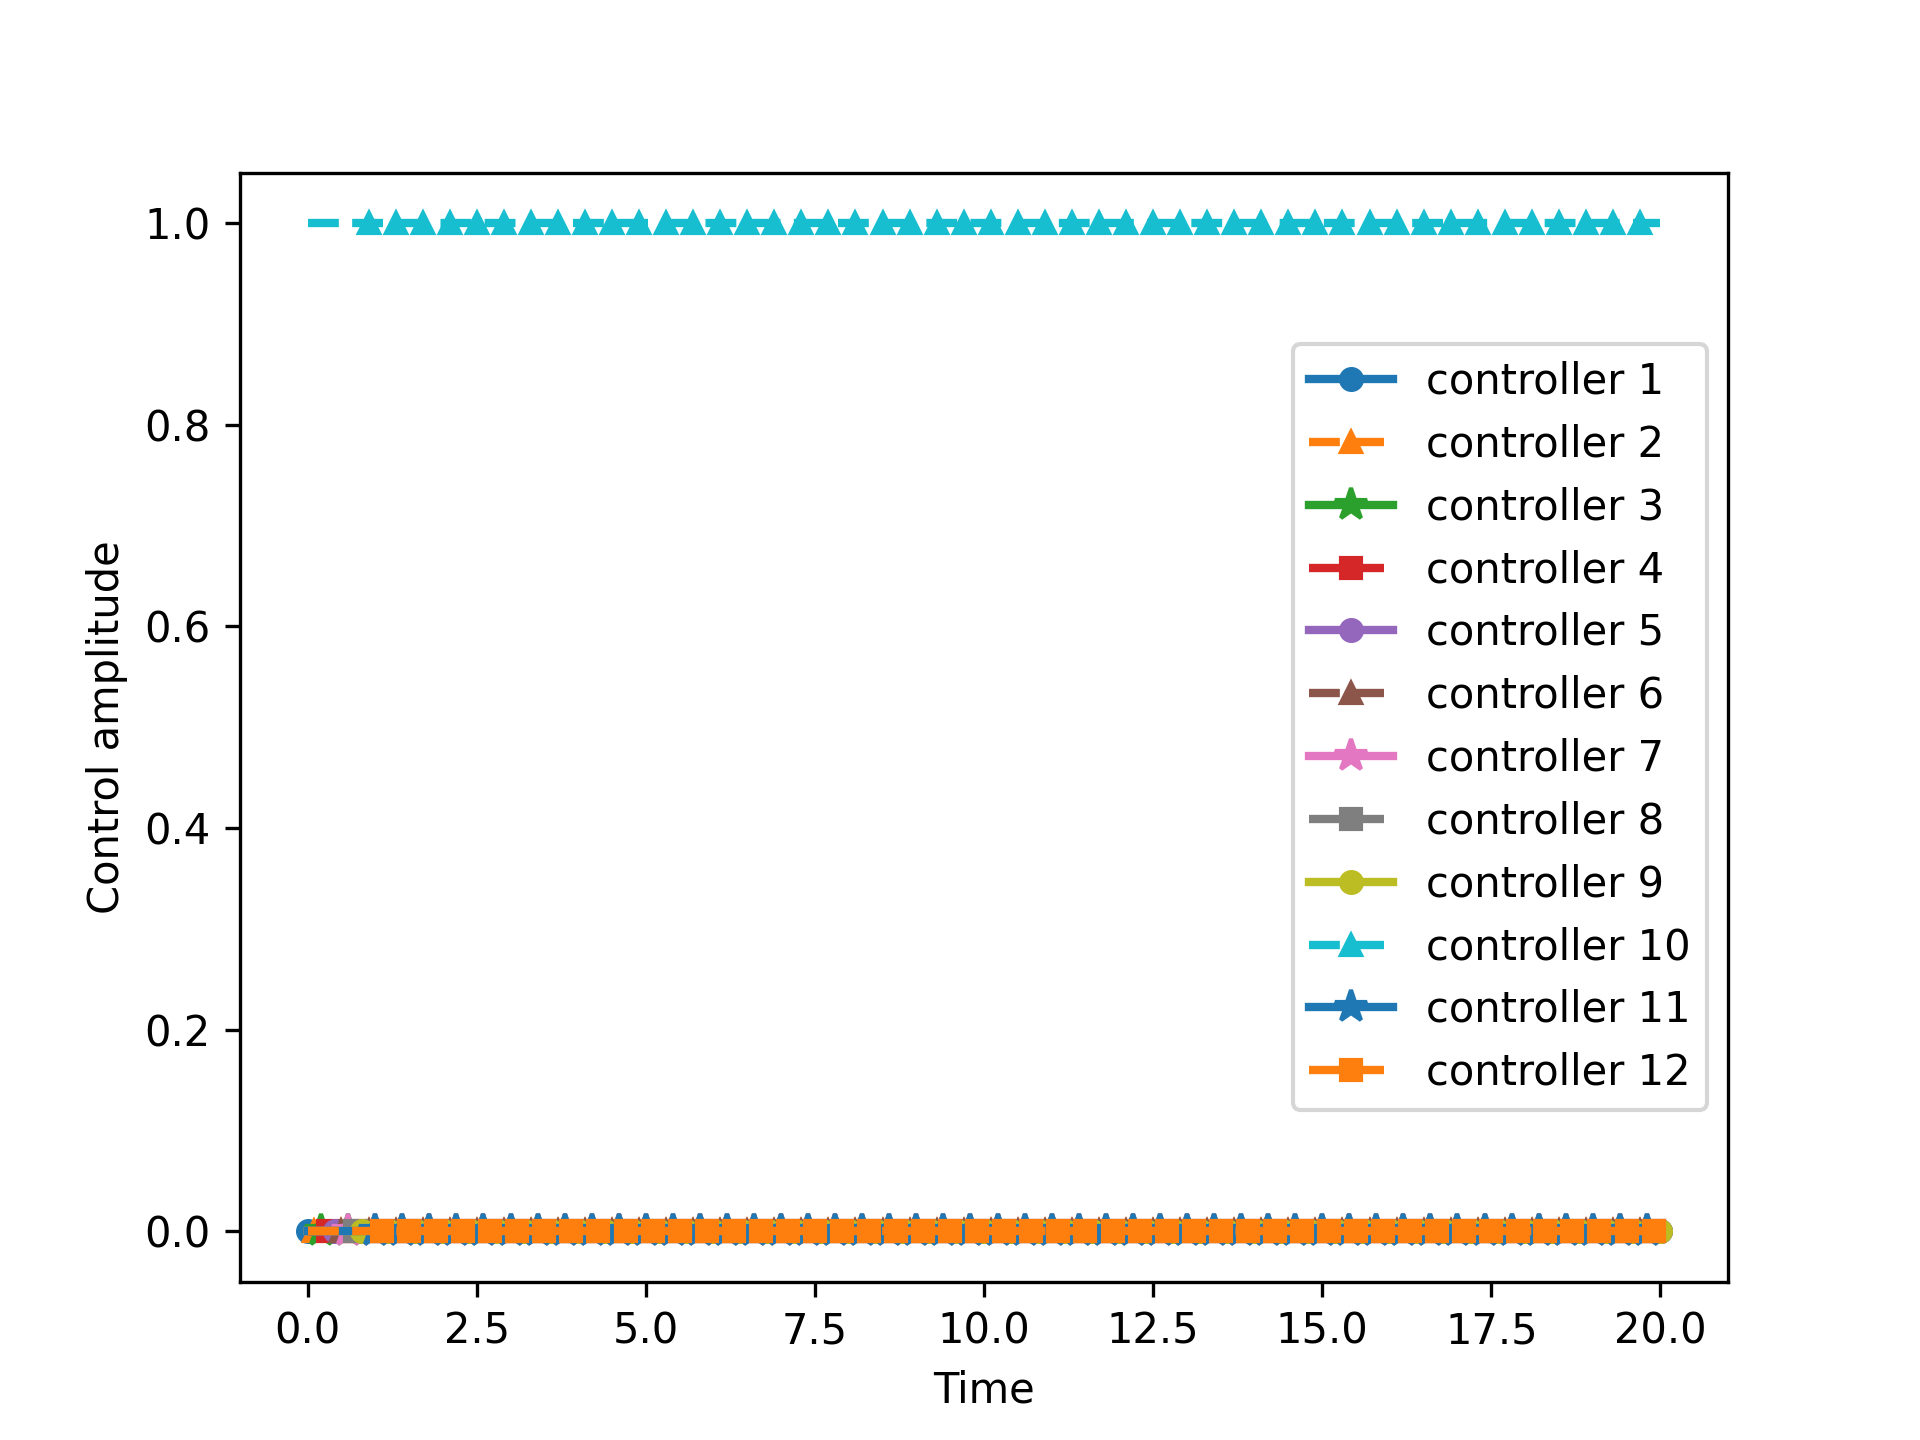 1.0
0.8
0.6
0.4
0.2
0.0
Control amplitude
controller 1
controller 2
controller 3
controller 4
controller 5
controller 6
controller 7
controller 8
controller 9
controller 10
controller 11
controller 12
0.0 2.5 5.0 7.5 10.0 12.5 15.0 17.5 20.0
Time